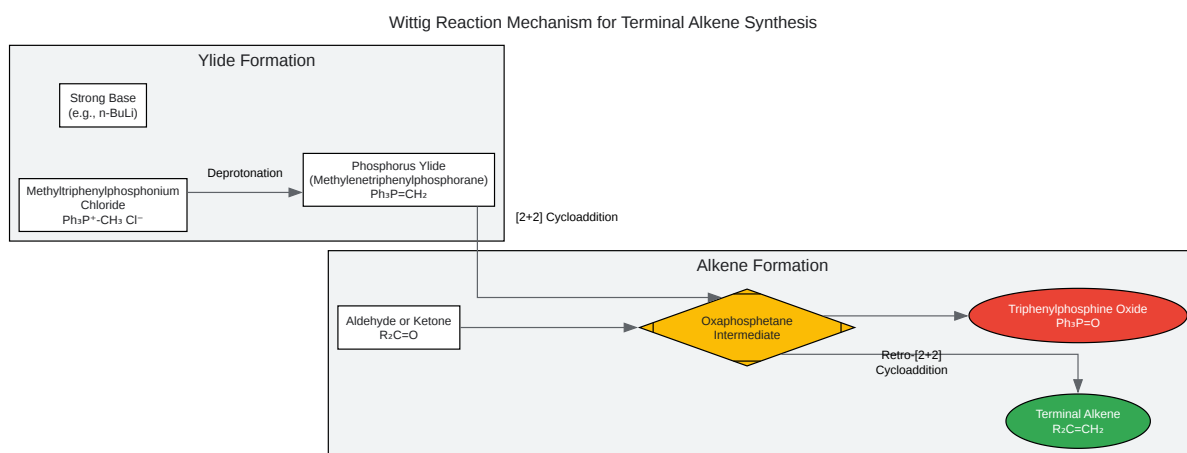 Wittig Reaction Mechanism for Terminal Alkene Synthesis
Ylide Formation
Strong Base
(e.g., n-BuLi)
Methyltriphenylphosphonium
Chloride
Ph₃P⁺-CH₃ Cl⁻
Deprotonation
Phosphorus Ylide
(Methylenetriphenylphosphorane)
Ph₃P=CH₂
[2+2] Cycloaddition
Alkene Formation
Aldehyde or Ketone
R₂C=O
Oxaphosphetane
Intermediate
Triphenylphosphine Oxide
Ph₃P=O
Retro-[2+2]
Cycloaddition
Terminal Alkene
R₂C=CH₂